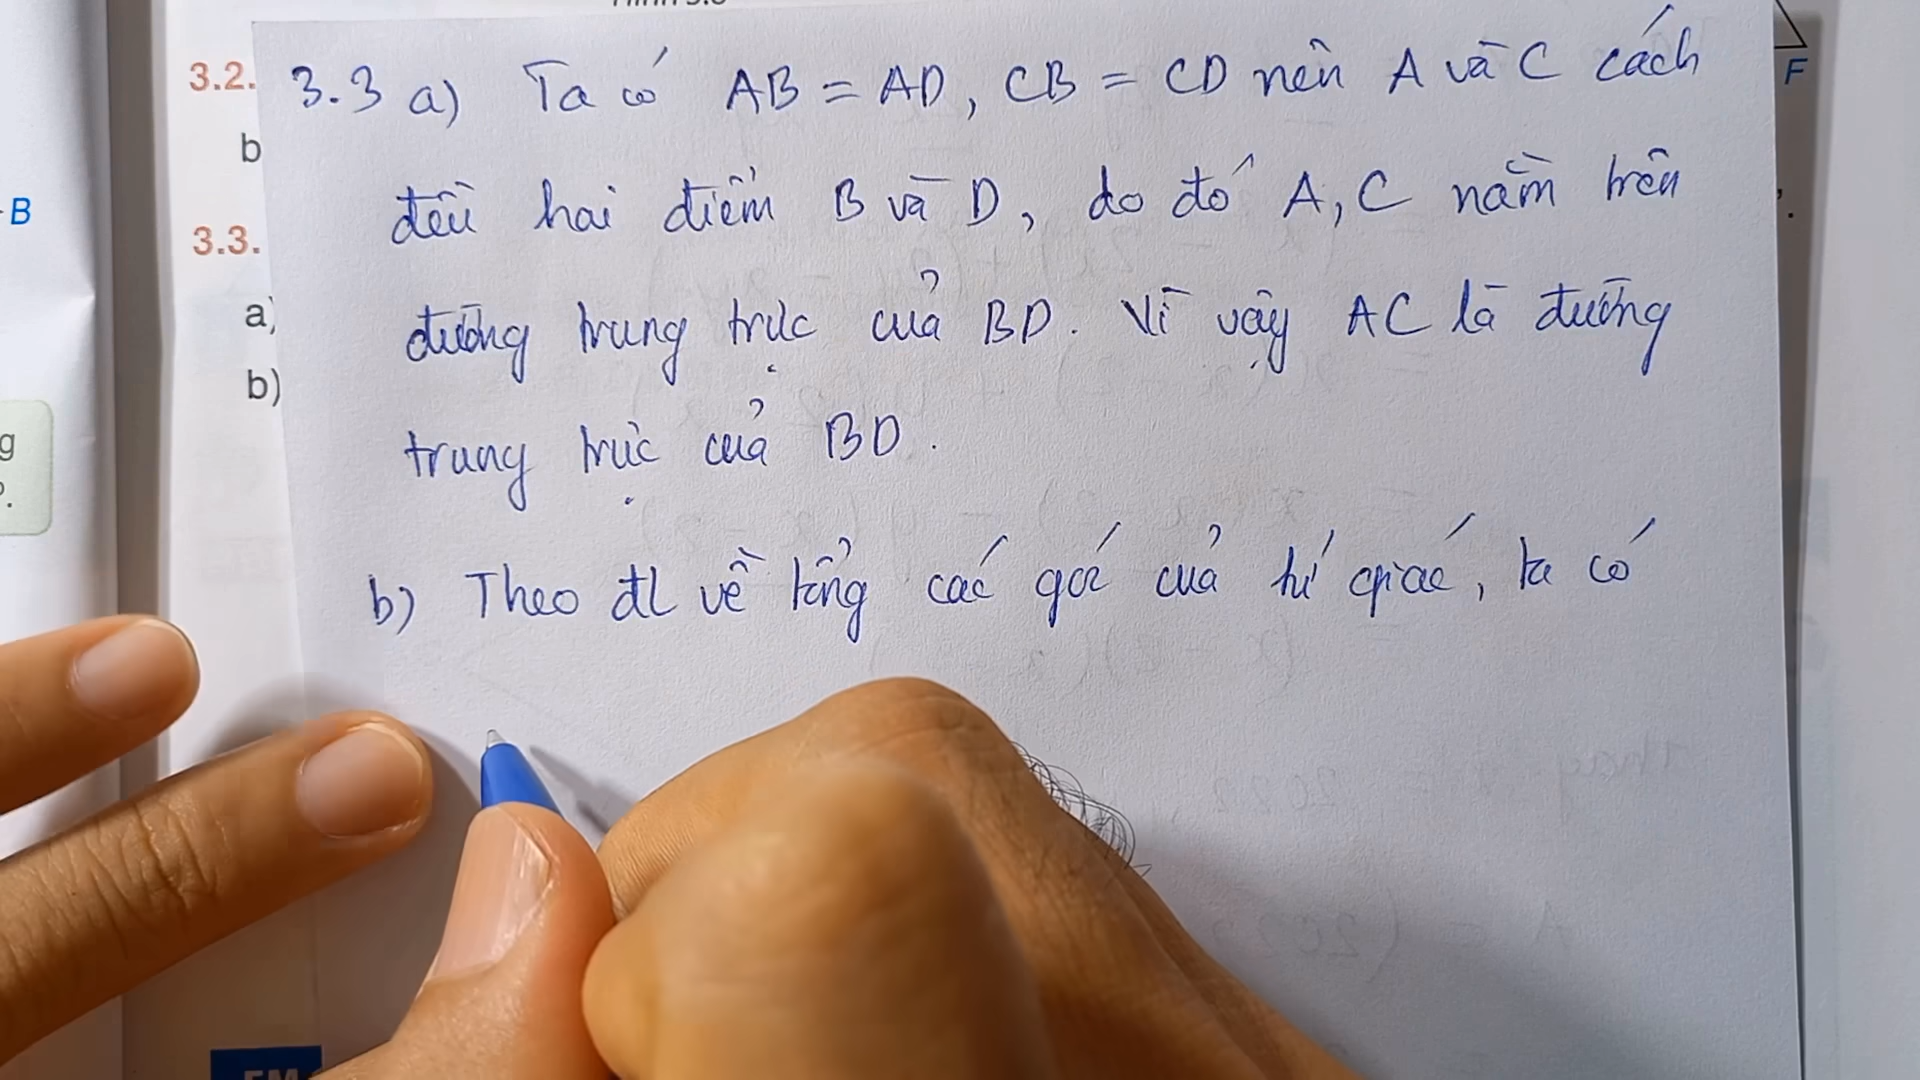 3.2.
b
3.3.
a)
b)
B
F
g
3.3 a) Ta có AB = AD, CB = CD nên A và C cách
đều hai điểm B và D, do đó A, C nằm trên
đường trung trực của BD. Vì vậy AC là đường
trung trực của BD.
b) Theo đl về tổng các góc của tứ giác, ta có